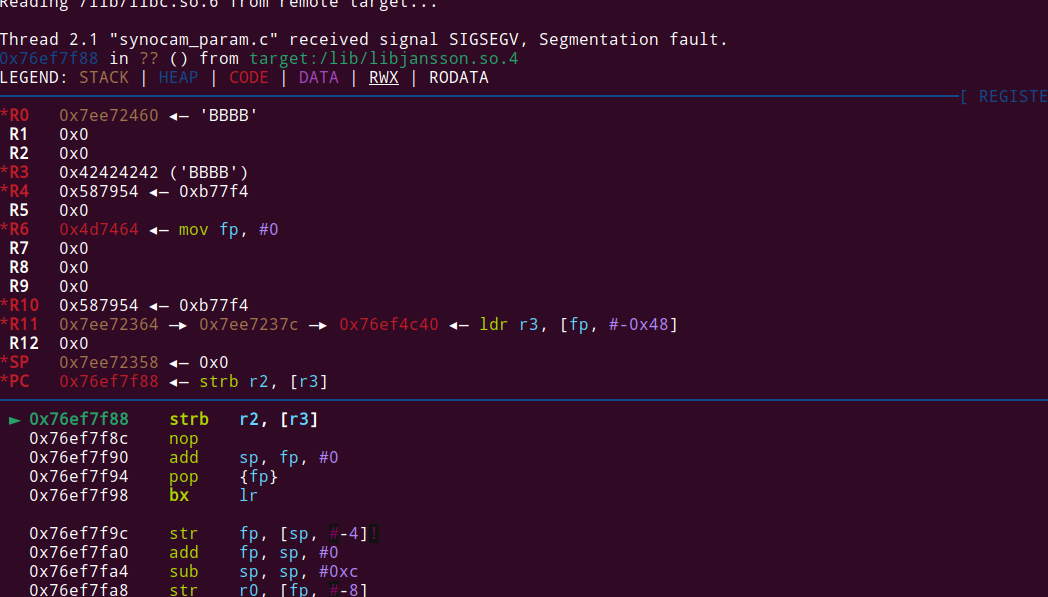 Reading /lib/libc.so.6 from remote target...
Thread 2.1 "synocam_param.c" received signal SIGSEGV, Segmentation fault.
0x76ef7f88 in ?? () from target:/lib/libjansson.so.4
LEGEND: STACK | HEAP | CODE | DATA | RWX | RODATA
[ REGISTE
*R0 0x7ee72460 ◂— 'BBBB'
R1 0x0
R2 0x0
*R3 0x42424242 ('BBBB')
*R4 0x587954 ◂— 0xb77f4
R5 0x0
*R6 0x4d7464 ◂— mov fp, #0
R7 0x0
R8 0x0
R9 0x0
*R10 0x587954 ◂— 0xb77f4
*R11 0x7ee72364 —▸ 0x7ee7237c —▸ 0x76ef4c40 ◂— ldr r3, [fp, #-0x48]
R12 0x0
*SP 0x7ee72358 ◂— 0x0
*PC 0x76ef7f88 ◂— strb r2, [r3]
► 0x76ef7f88 strb r2, [r3]
0x76ef7f8c nop
0x76ef7f90 add sp, fp, #0
0x76ef7f94 pop {fp}
0x76ef7f98 bx lr
0x76ef7f9c str fp, [sp, #-4]!
0x76ef7fa0 add fp, sp, #0
0x76ef7fa4 sub sp, sp, #0xc
0x76ef7fa8 str r0, [fp, #-8]